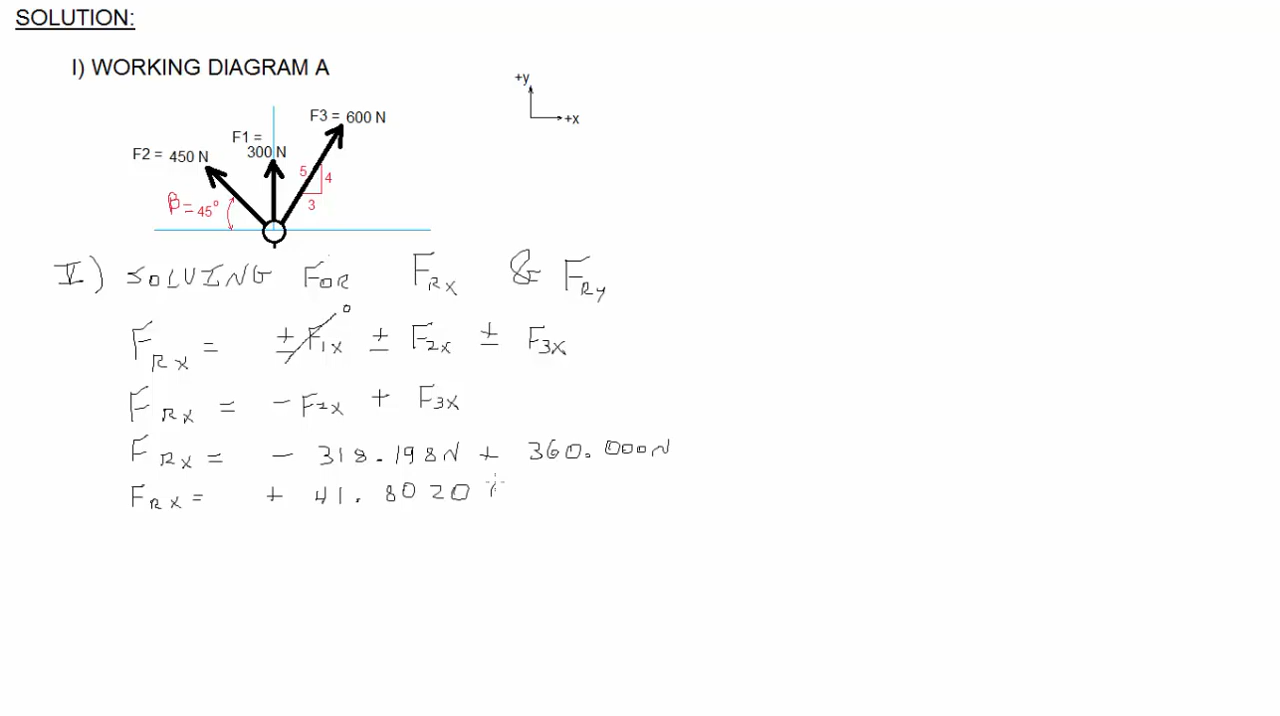 SOLUTION:
I) WORKING DIAGRAM A
+y
+x
F3 = 600 N
F1 =
300 N
F2 = 450 N
5
4
3
β = 45°
V) SOLVING FOR FRX & FRY
FRX = ± F1X 0 ± F2X ± F3X
FRX = - F2X + F3X
FRX = - 318.198N + 360.000N
FRX = + 41.8020